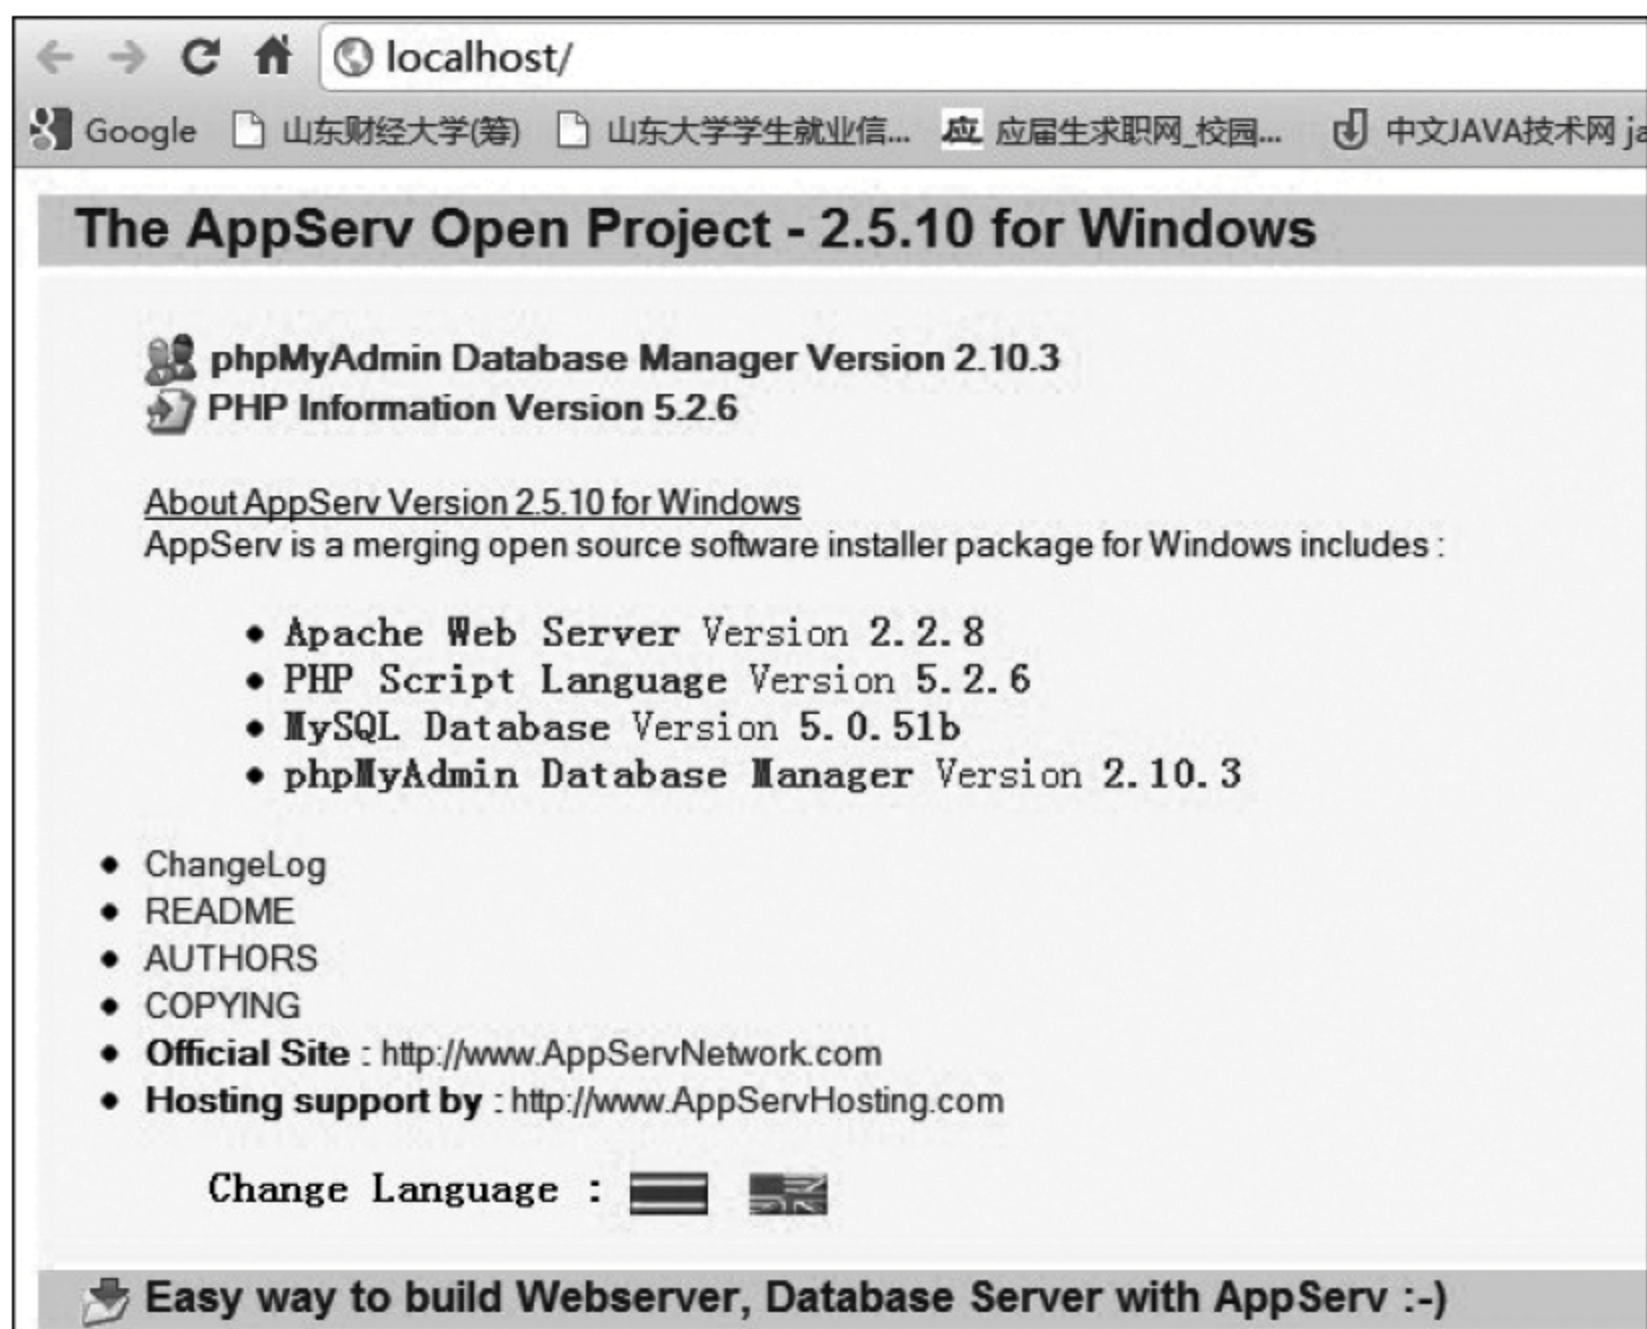 localhost/
Google 山东财经大学(筹) 山东大学学生就业信... 应 应届生求职网_校园... 中文JAVA技术网 ja
The AppServ Open Project - 2.5.10 for Windows
phpMyAdmin Database Manager Version 2.10.3
PHP Information Version 5.2.6
About AppServ Version 2.5.10 for Windows
AppServ is a merging open source software installer package for Windows includes :
Apache Web Server Version 2.2.8
PHP Script Language Version 5.2.6
MySQL Database Version 5.0.51b
phpMyAdmin Database Manager Version 2.10.3
ChangeLog
README
AUTHORS
COPYING
Official Site : http://www.AppServNetwork.com
Hosting support by : http://www.AppServHosting.com
Change Language :
Easy way to build Webserver, Database Server with AppServ :-)